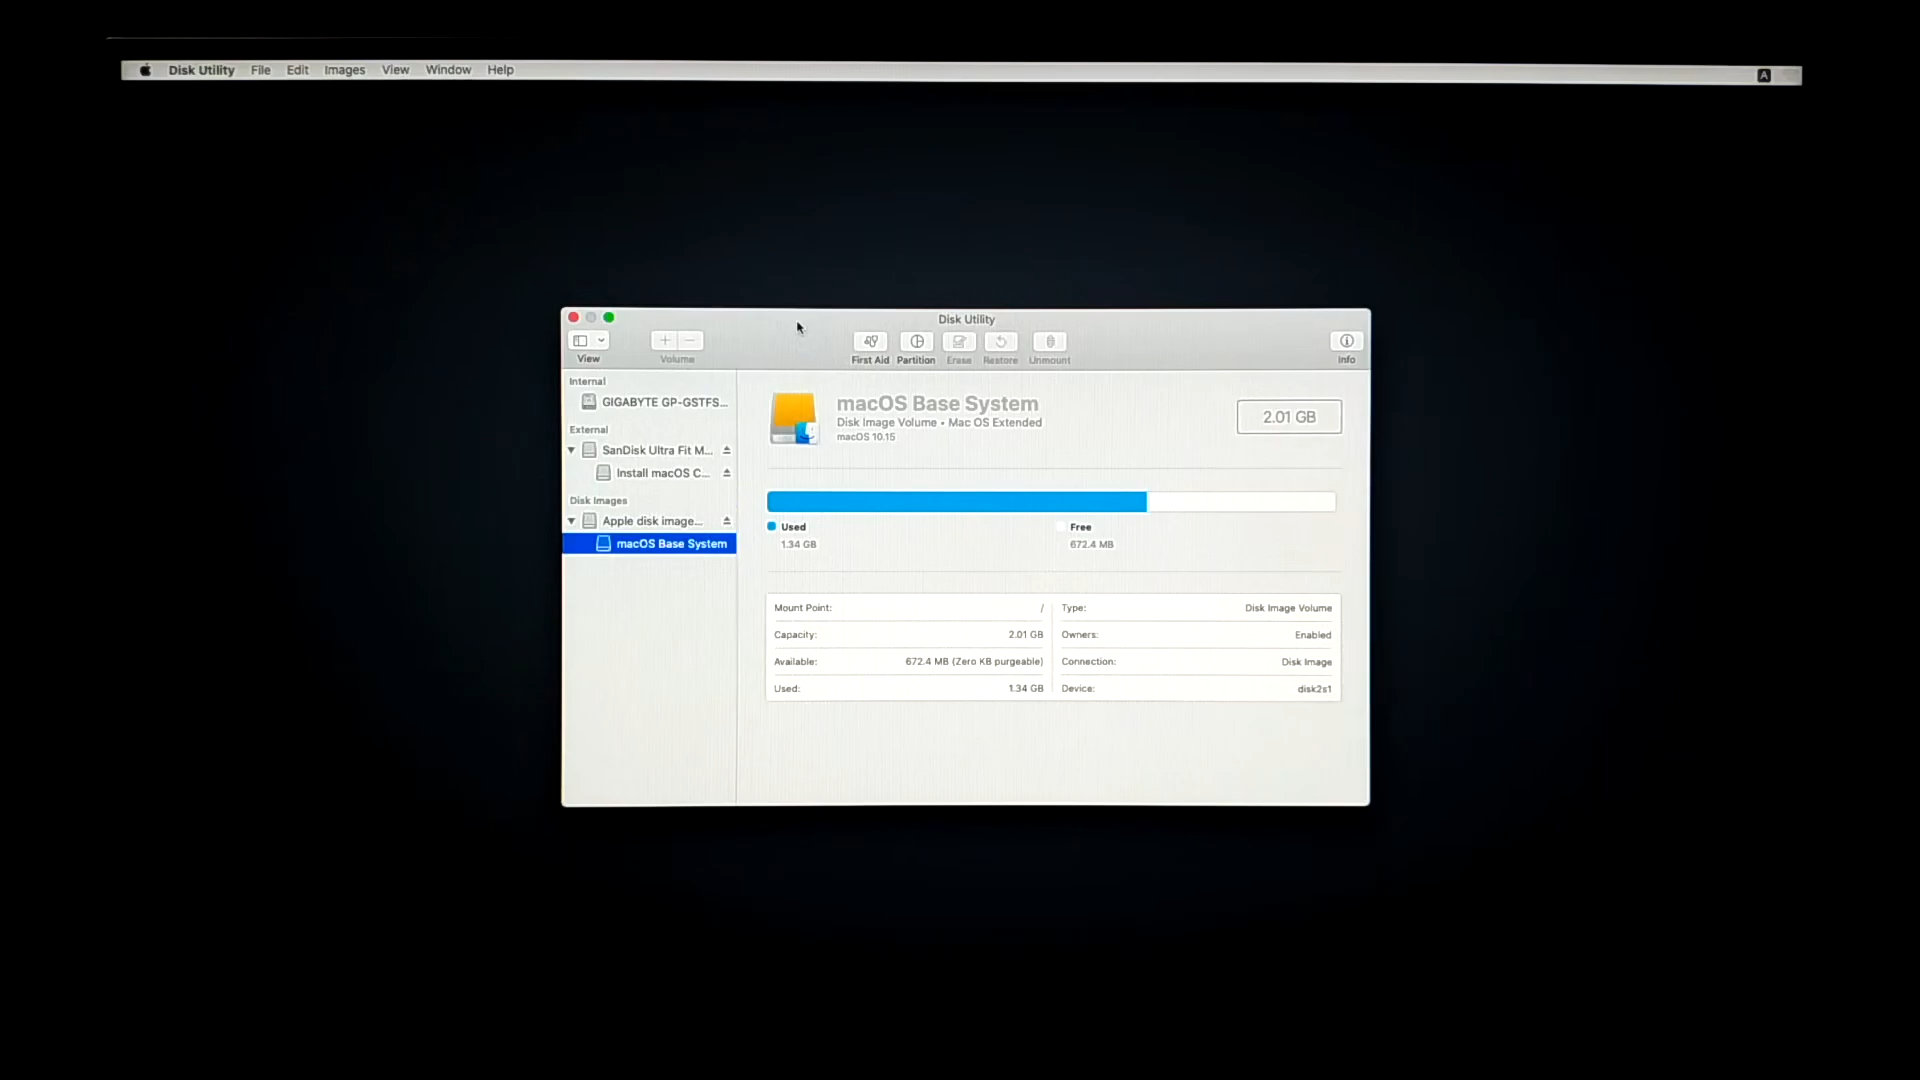 Disk Utility File Edit Images View Window Help
A
Disk Utility
View
Volume
First Aid Partition Erase Restore Unmount
Info
Internal
GIGABYTE GP-GSTFS...
External
SanDisk Ultra Fit M...
Install macOS C...
Disk Images
Apple disk image...
macOS Base System
macOS Base System
Disk Image Volume • Mac OS Extended
macOS 10.15
2.01 GB
Used
1.34 GB
Free
672.4 MB
Mount Point: /
Capacity: 2.01 GB
Available: 672.4 MB (Zero KB purgeable)
Used: 1.34 GB
Type: Disk Image Volume
Owners: Enabled
Connection: Disk Image
Device: disk2s1